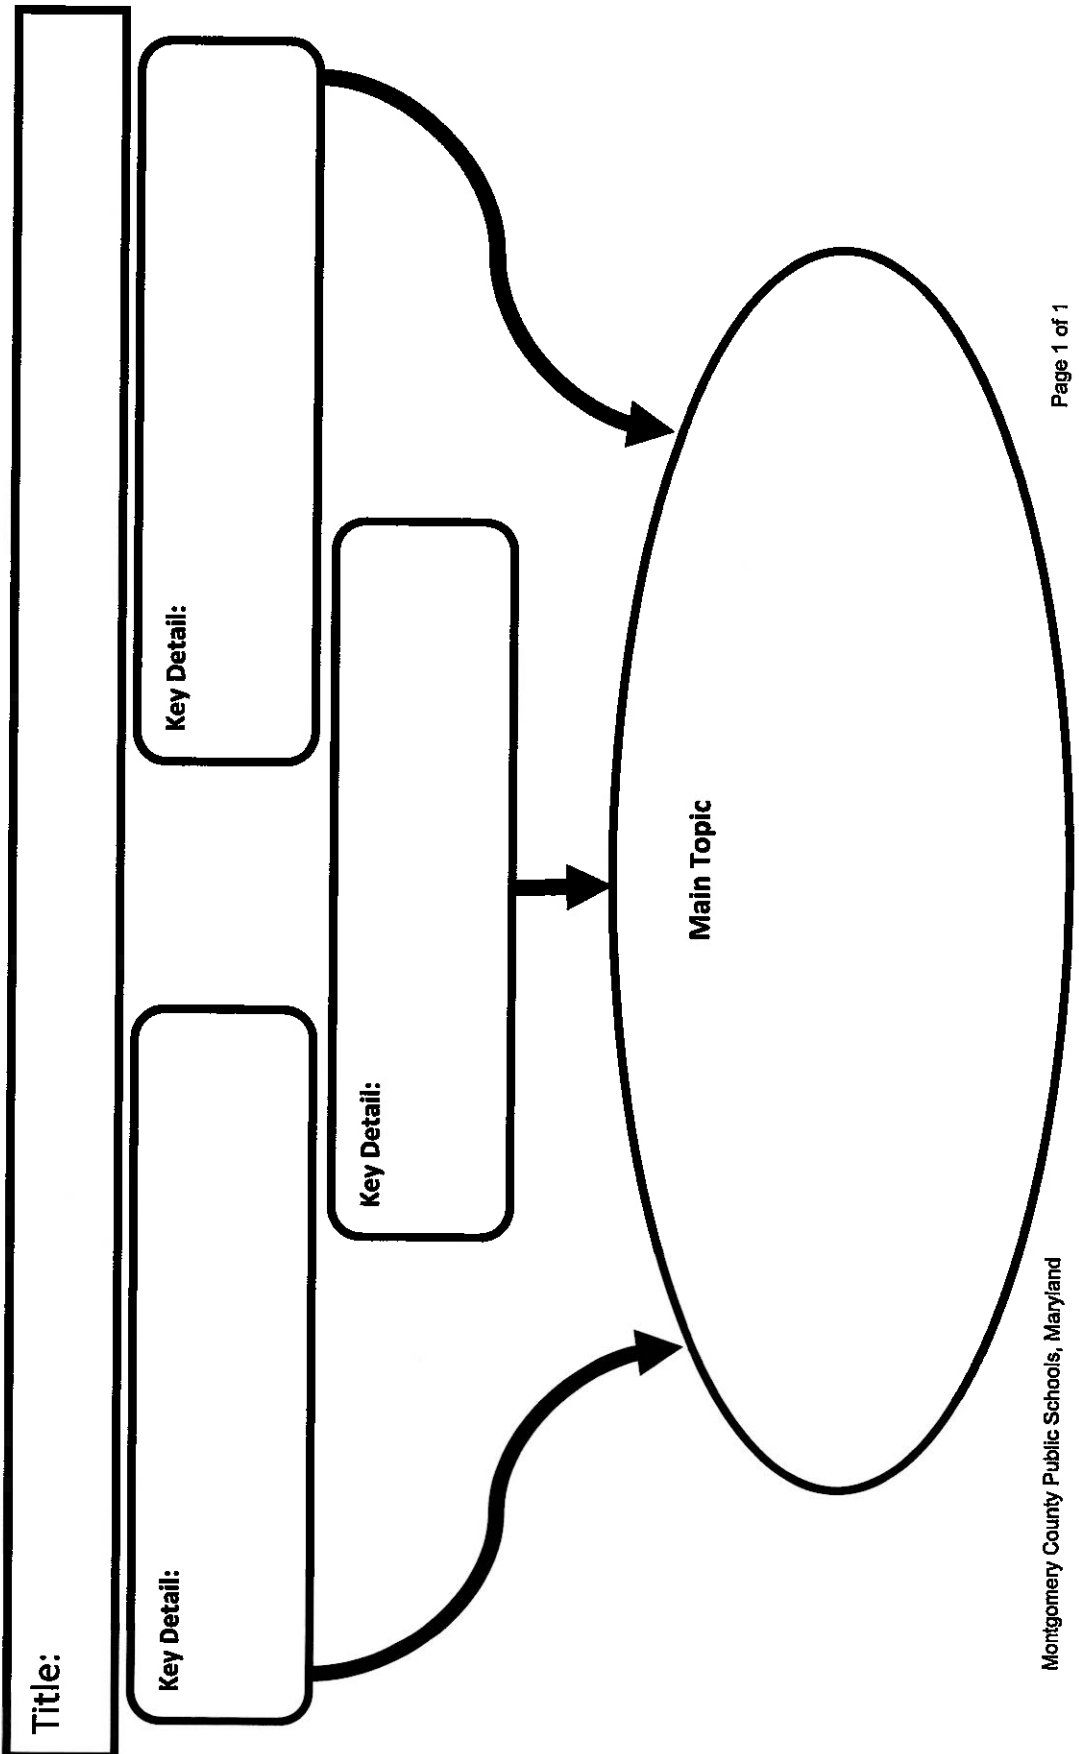 Title:
Key Detail:
Key Detail:
Key Detail:
Main Topic
Montgomery County Public Schools, Maryland
Page 1 of 1